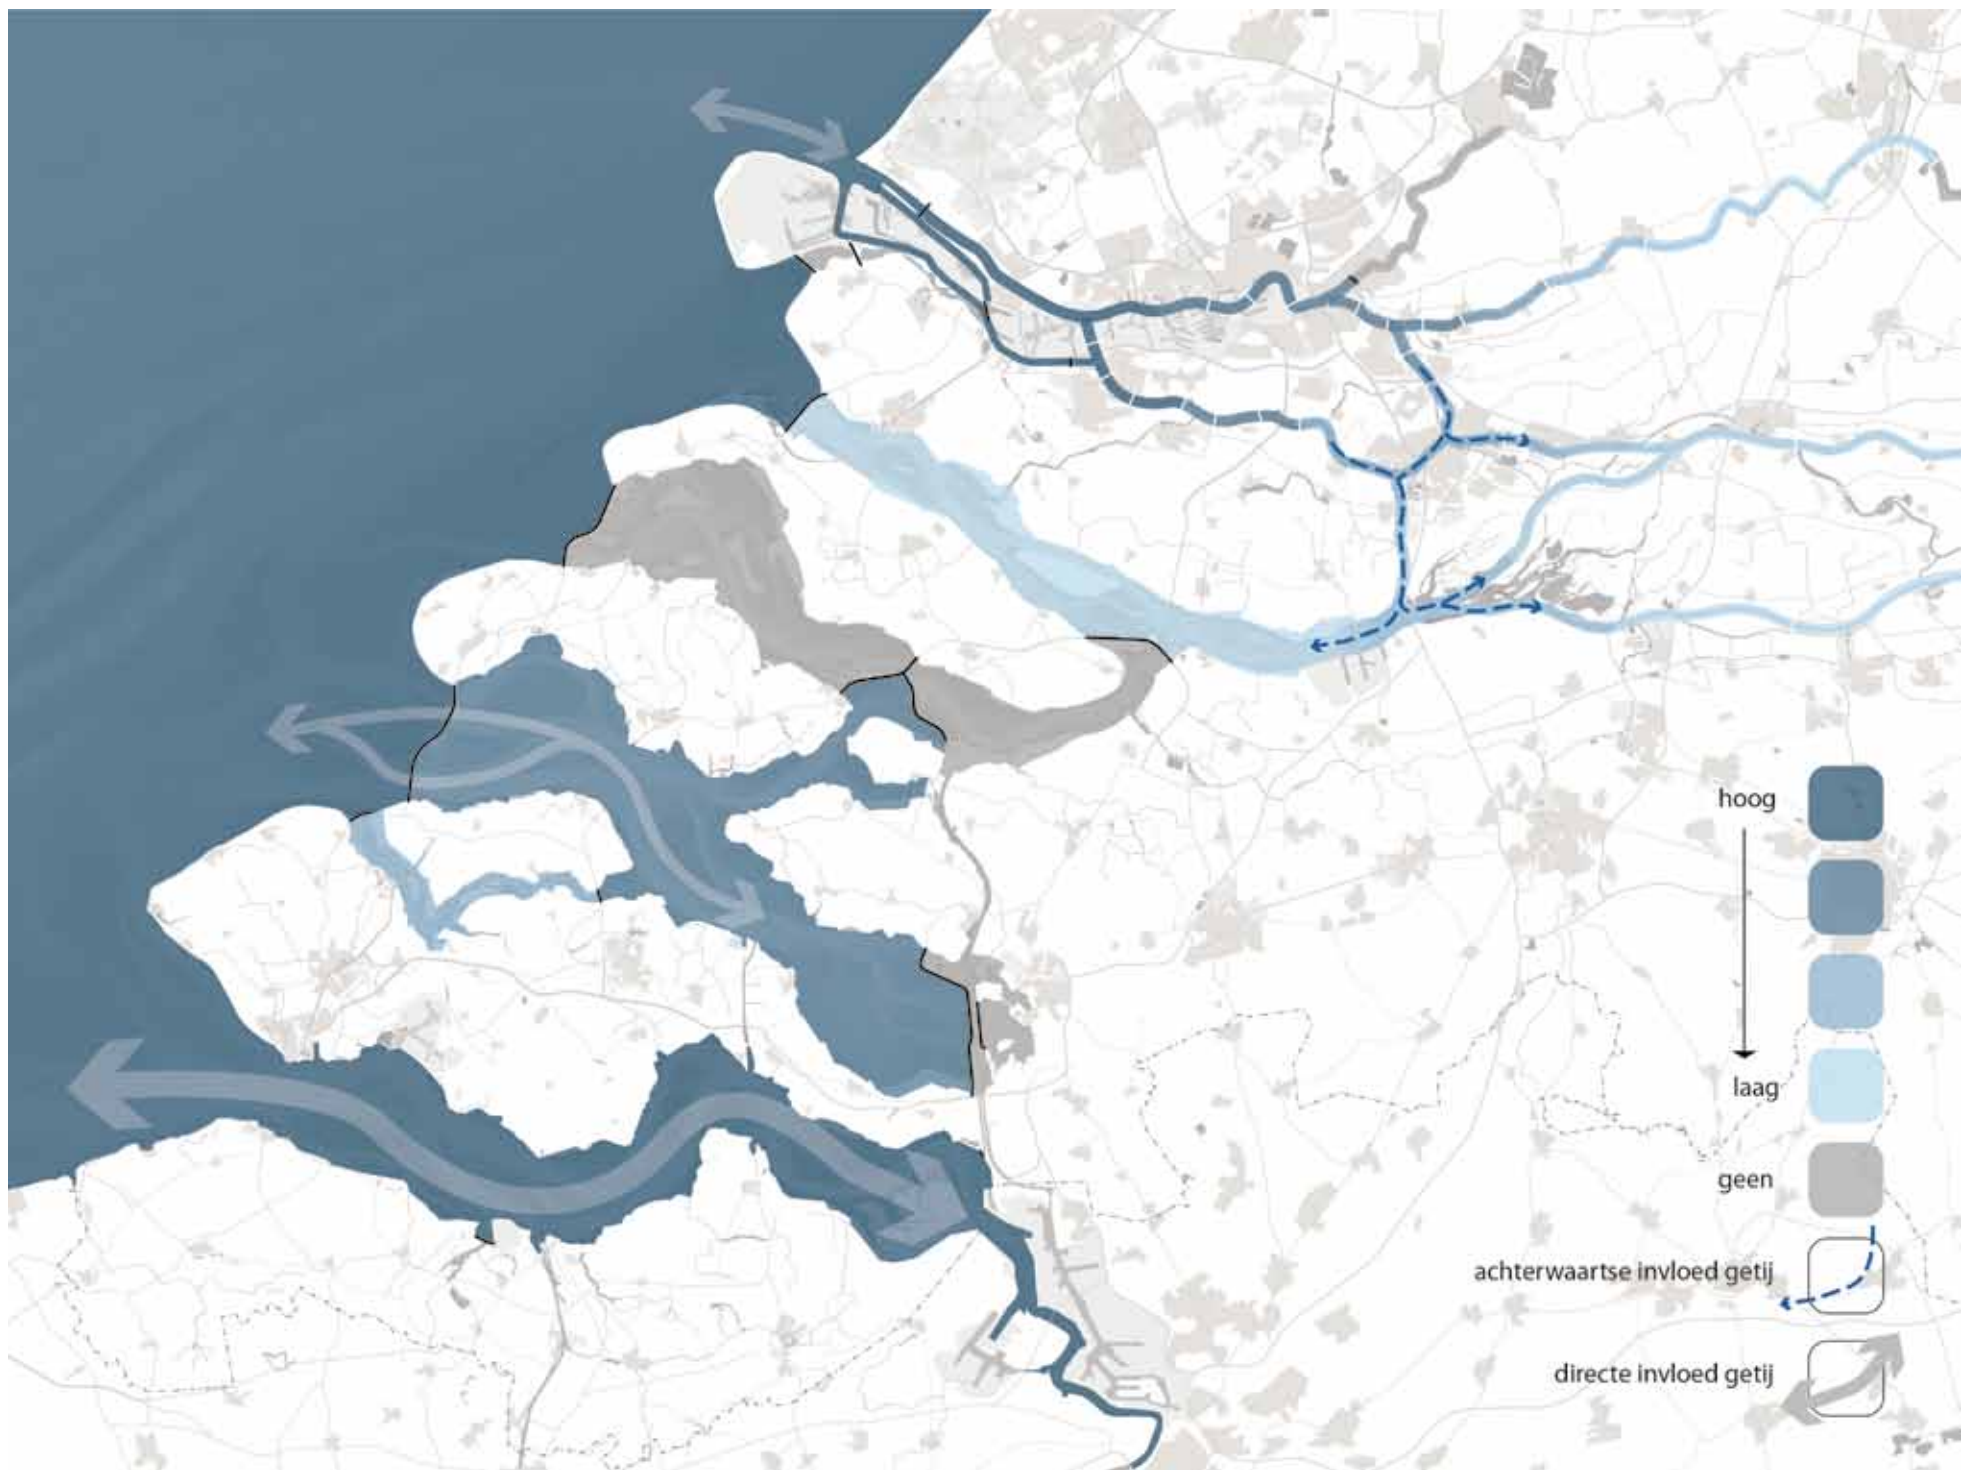 hoog
laag
geen
achterwaartse invloed getij
directe invloed getij